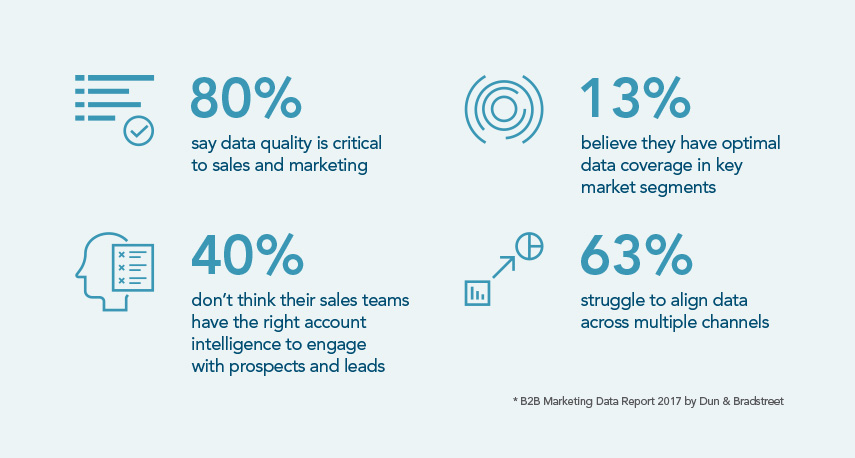 80%
say data quality is critical
to sales and marketing
13%
believe they have optimal
data coverage in key
market segments
40%
don't think their sales teams
have the right account
intelligence to engage
with prospects and leads
63%
struggle to align data
across multiple channels
* B2B Marketing Data Report 2017 by Dun & Bradstreet